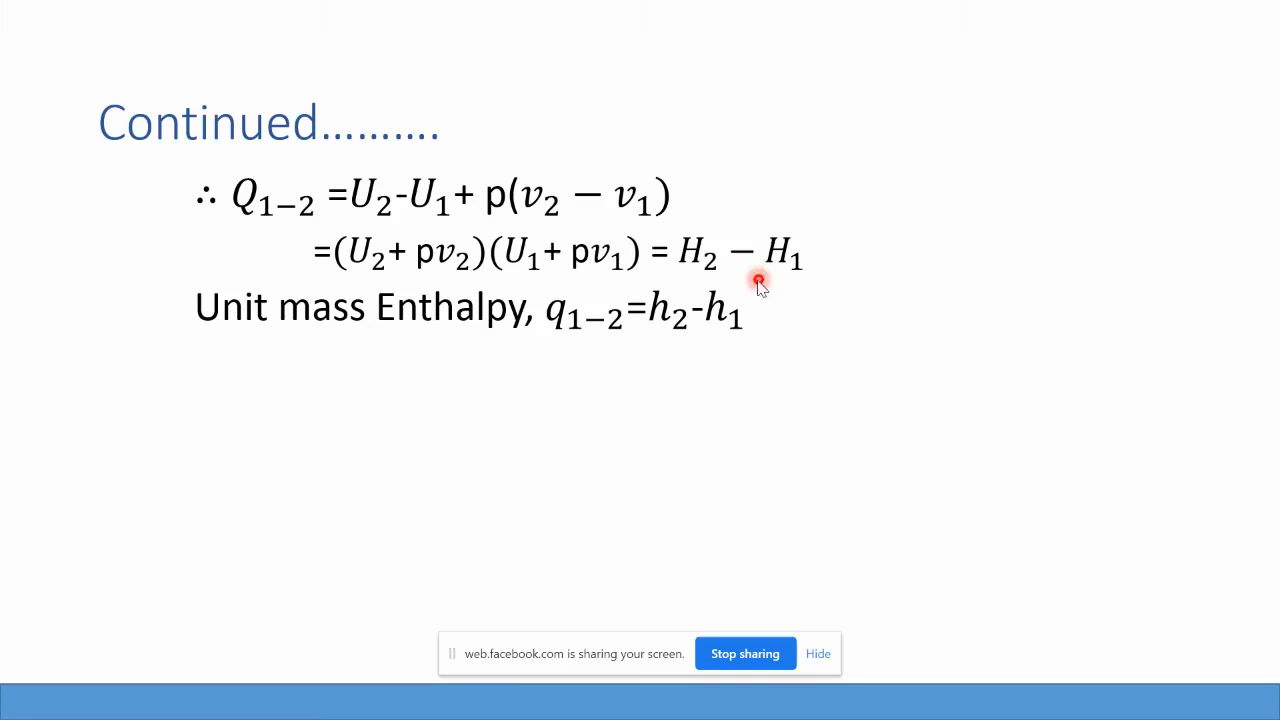 Continued……….
∴ 𝑄₁₋₂ =𝑈₂-𝑈₁+ p(𝑣₂ − 𝑣₁)
=(𝑈₂+ p𝑣₂)(𝑈₁+ p𝑣₁) = 𝐻₂ − 𝐻₁
Unit mass Enthalpy, 𝑞₁₋₂=ℎ₂-ℎ₁
web.facebook.com is sharing your screen. Stop sharing Hide